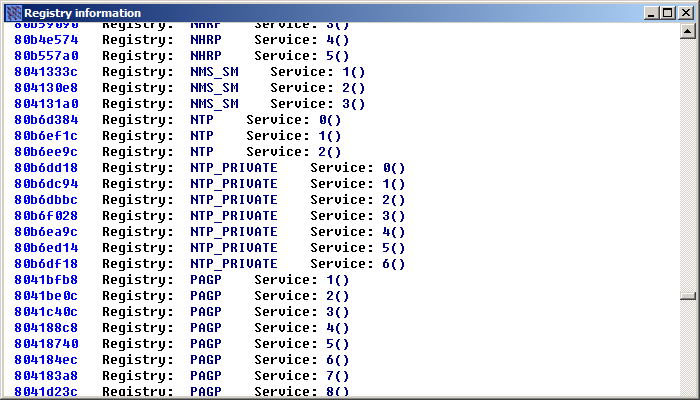 Registry information
80b59090 Registry: NHRP Service: 3()
80b4e574 Registry: NHRP Service: 4()
80b557a0 Registry: NHRP Service: 5()
8041333c Registry: NMS_SM Service: 1()
804130e8 Registry: NMS_SM Service: 2()
804131a0 Registry: NMS_SM Service: 3()
80b6d384 Registry: NTP Service: 0()
80b6ef1c Registry: NTP Service: 1()
80b6ee9c Registry: NTP Service: 2()
80b6dd18 Registry: NTP_PRIVATE Service: 0()
80b6dc94 Registry: NTP_PRIVATE Service: 1()
80b6dbbc Registry: NTP_PRIVATE Service: 2()
80b6f028 Registry: NTP_PRIVATE Service: 3()
80b6ea9c Registry: NTP_PRIVATE Service: 4()
80b6ed14 Registry: NTP_PRIVATE Service: 5()
80b6df18 Registry: NTP_PRIVATE Service: 6()
8041bfb8 Registry: PAGP Service: 1()
8041be0c Registry: PAGP Service: 2()
8041c40c Registry: PAGP Service: 3()
804188c8 Registry: PAGP Service: 4()
80418740 Registry: PAGP Service: 5()
804184ec Registry: PAGP Service: 6()
804183a8 Registry: PAGP Service: 7()
8041d23c Registry: PAGP Service: 8()